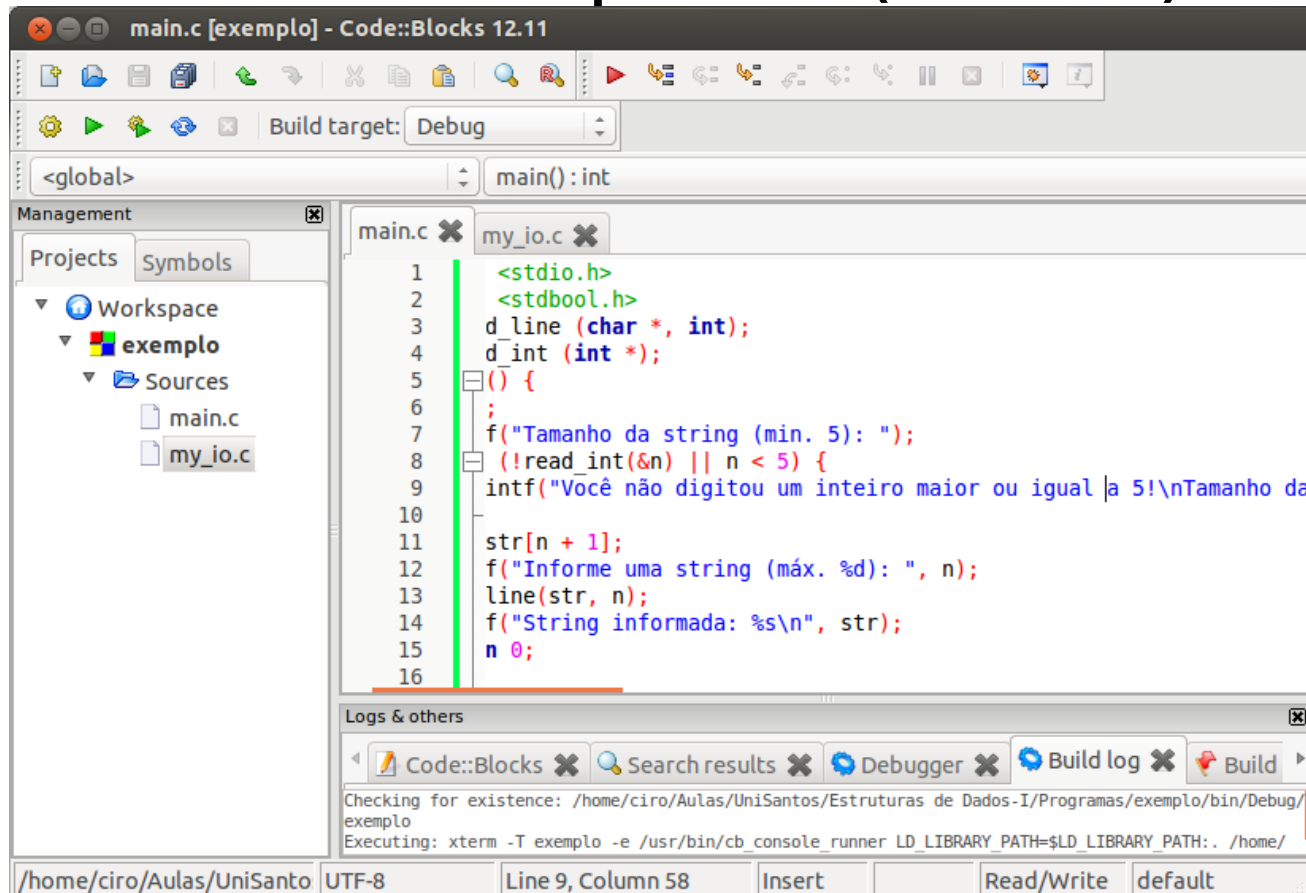 main.c [exemplo] - Code::Blocks 12.11
Build target: Debug
<global> main() : int
Management
Projects Symbols
Workspace
exemplo
Sources
main.c
my_io.c
main.c my_io.c
1 <stdio.h>
2 <stdbool.h>
3 d_line (char *, int);
4 d_int (int *);
5 () {
6 ;
7 f("Tamanho da string (min. 5): ");
8 (!read_int(&n) || n < 5) {
9 intf("Você não digitou um inteiro maior ou igual a 5!\nTamanho da
10
11 str[n + 1];
12 f("Informe uma string (máx. %d): ", n);
13 line(str, n);
14 f("String informada: %s\n", str);
15 n 0;
16
Logs & others
Code::Blocks Search results Debugger Build log Build
Checking for existence: /home/ciro/Aulas/UniSantos/Estruturas de Dados-I/Programas/exemplo/bin/Debug/
exemplo
Executing: xterm -T exemplo -e /usr/bin/cb_console_runner LD_LIBRARY_PATH=$LD_LIBRARY_PATH:. /home/
/home/ciro/Aulas/UniSanto UTF-8 Line 9, Column 58 Insert Read/Write default